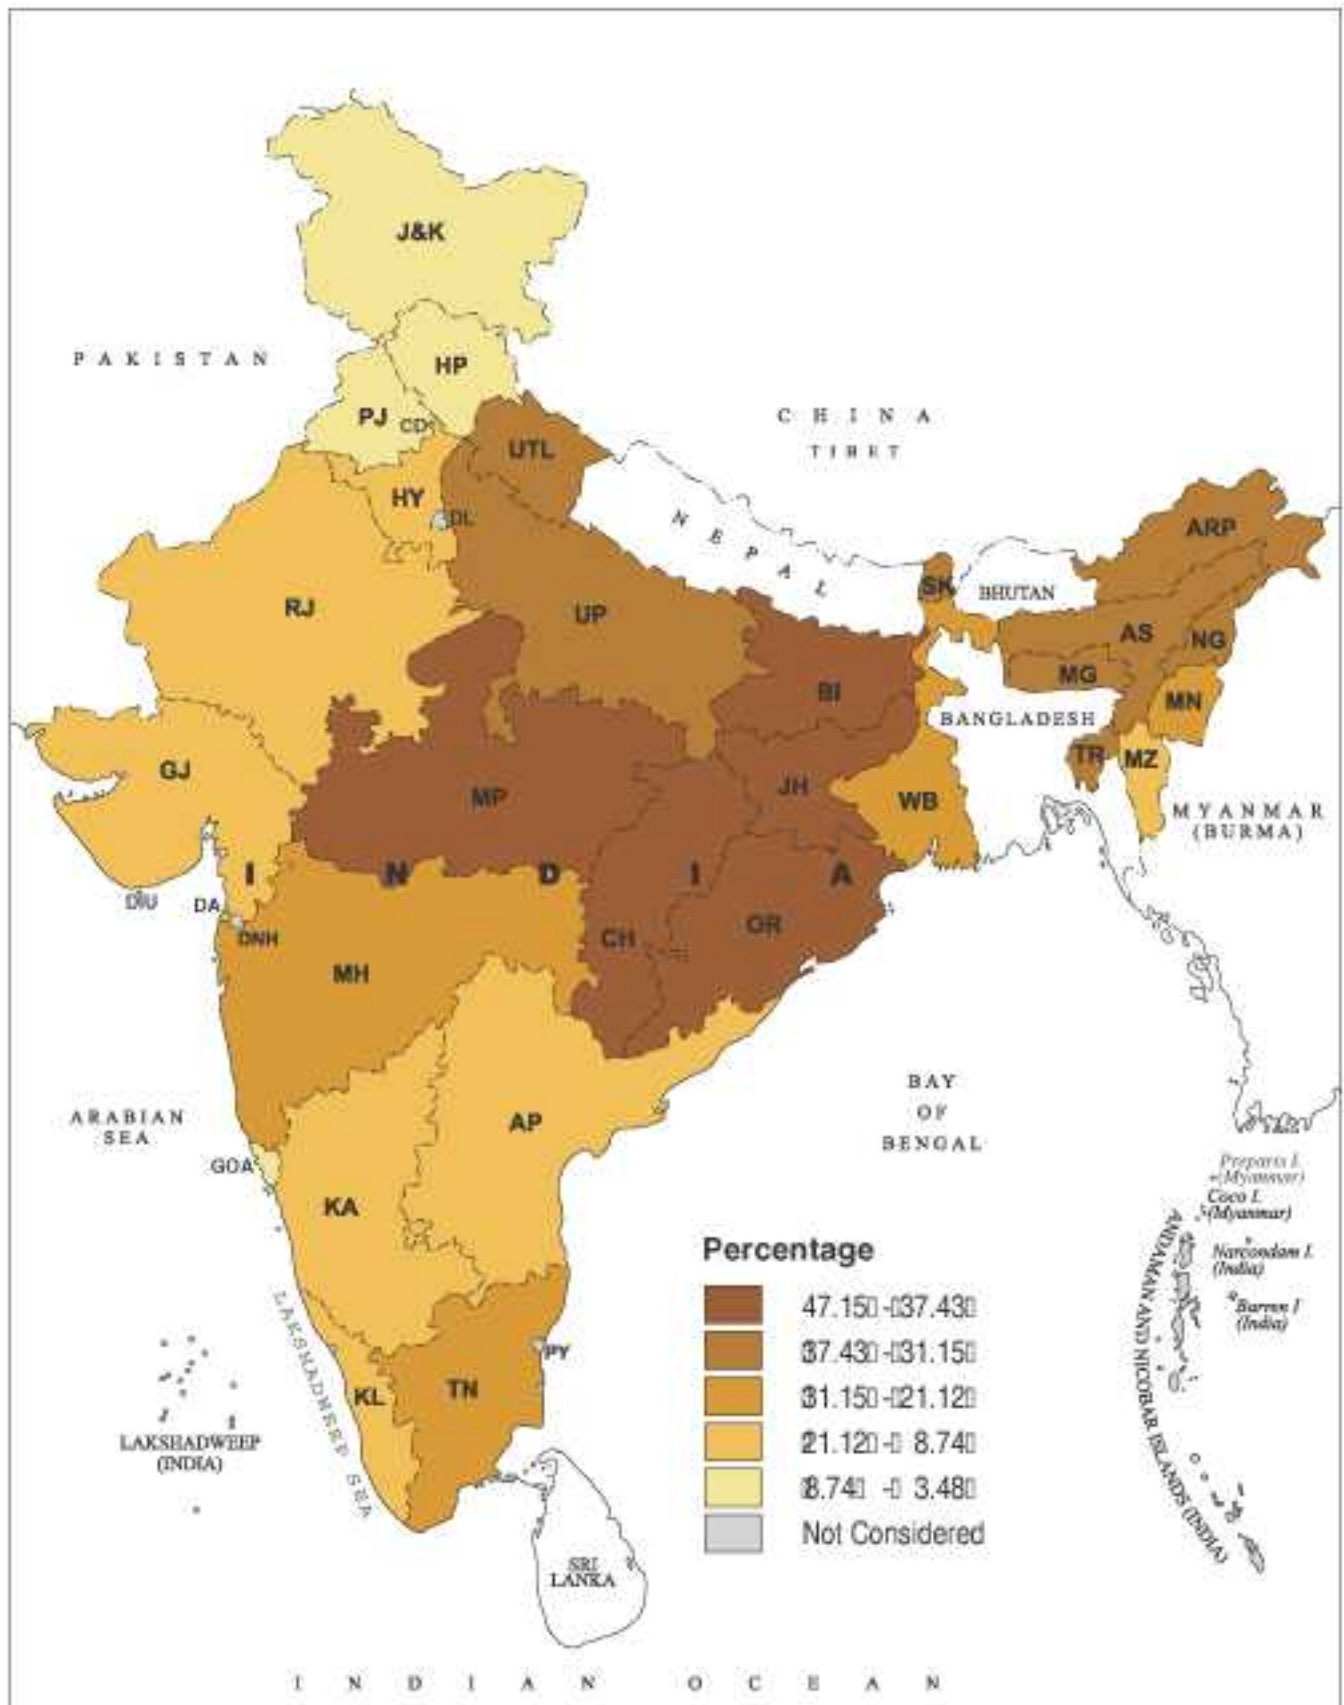 J&K
PAKISTAN
HP
PJ
CD
CHINA
TIBET
UTL
HY
DL
NEPAL
ARP
SK
BHUTAN
RJ
UP
AS
NG
MG
BI
MN
BANGLADESH
GJ
TR
MZ
MP
JH
WB
MYANMAR
(BURMA)
I N D I A
DIU
DA
DNH
CH
OR
MH
ARABIAN
SEA
AP
BAY
OF
BENGAL
GOA
KA
Preparis I.
(Myanmar)
Coco I.
(Myanmar)
Narcondam I.
(India)
Barren I
(India)
ANDAMAN AND NICOBAR ISLANDS (INDIA)
Percentage
47.15 - 37.43
37.43 - 31.15
31.15 - 21.12
21.12 - 8.74
8.74 - 3.48
Not Considered
LAKSHADWEEP SEA
PY
KL
TN
LAKSHADWEEP
(INDIA)
SRI
LANKA
INDIAN OCEAN